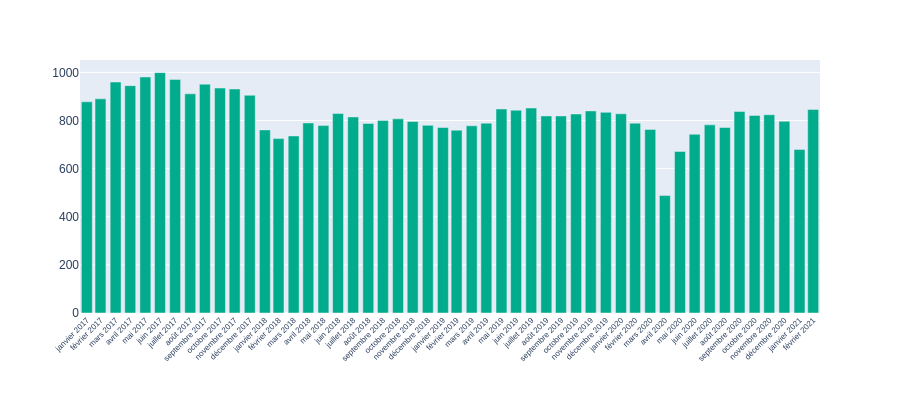 1000
800
600
400
200
0
janvier 2017
février 2017
mars 2017
avril 2017
mai 2017
juin 2017
juillet 2017
août 2017
septembre 2017
octobre 2017
novembre 2017
décembre 2017
janvier 2018
février 2018
mars 2018
avril 2018
mai 2018
juin 2018
juillet 2018
août 2018
septembre 2018
octobre 2018
novembre 2018
décembre 2018
janvier 2019
février 2019
mars 2019
avril 2019
mai 2019
juin 2019
juillet 2019
août 2019
septembre 2019
octobre 2019
novembre 2019
décembre 2019
janvier 2020
février 2020
mars 2020
avril 2020
mai 2020
juin 2020
juillet 2020
août 2020
septembre 2020
octobre 2020
novembre 2020
décembre 2020
janvier 2021
février 2021